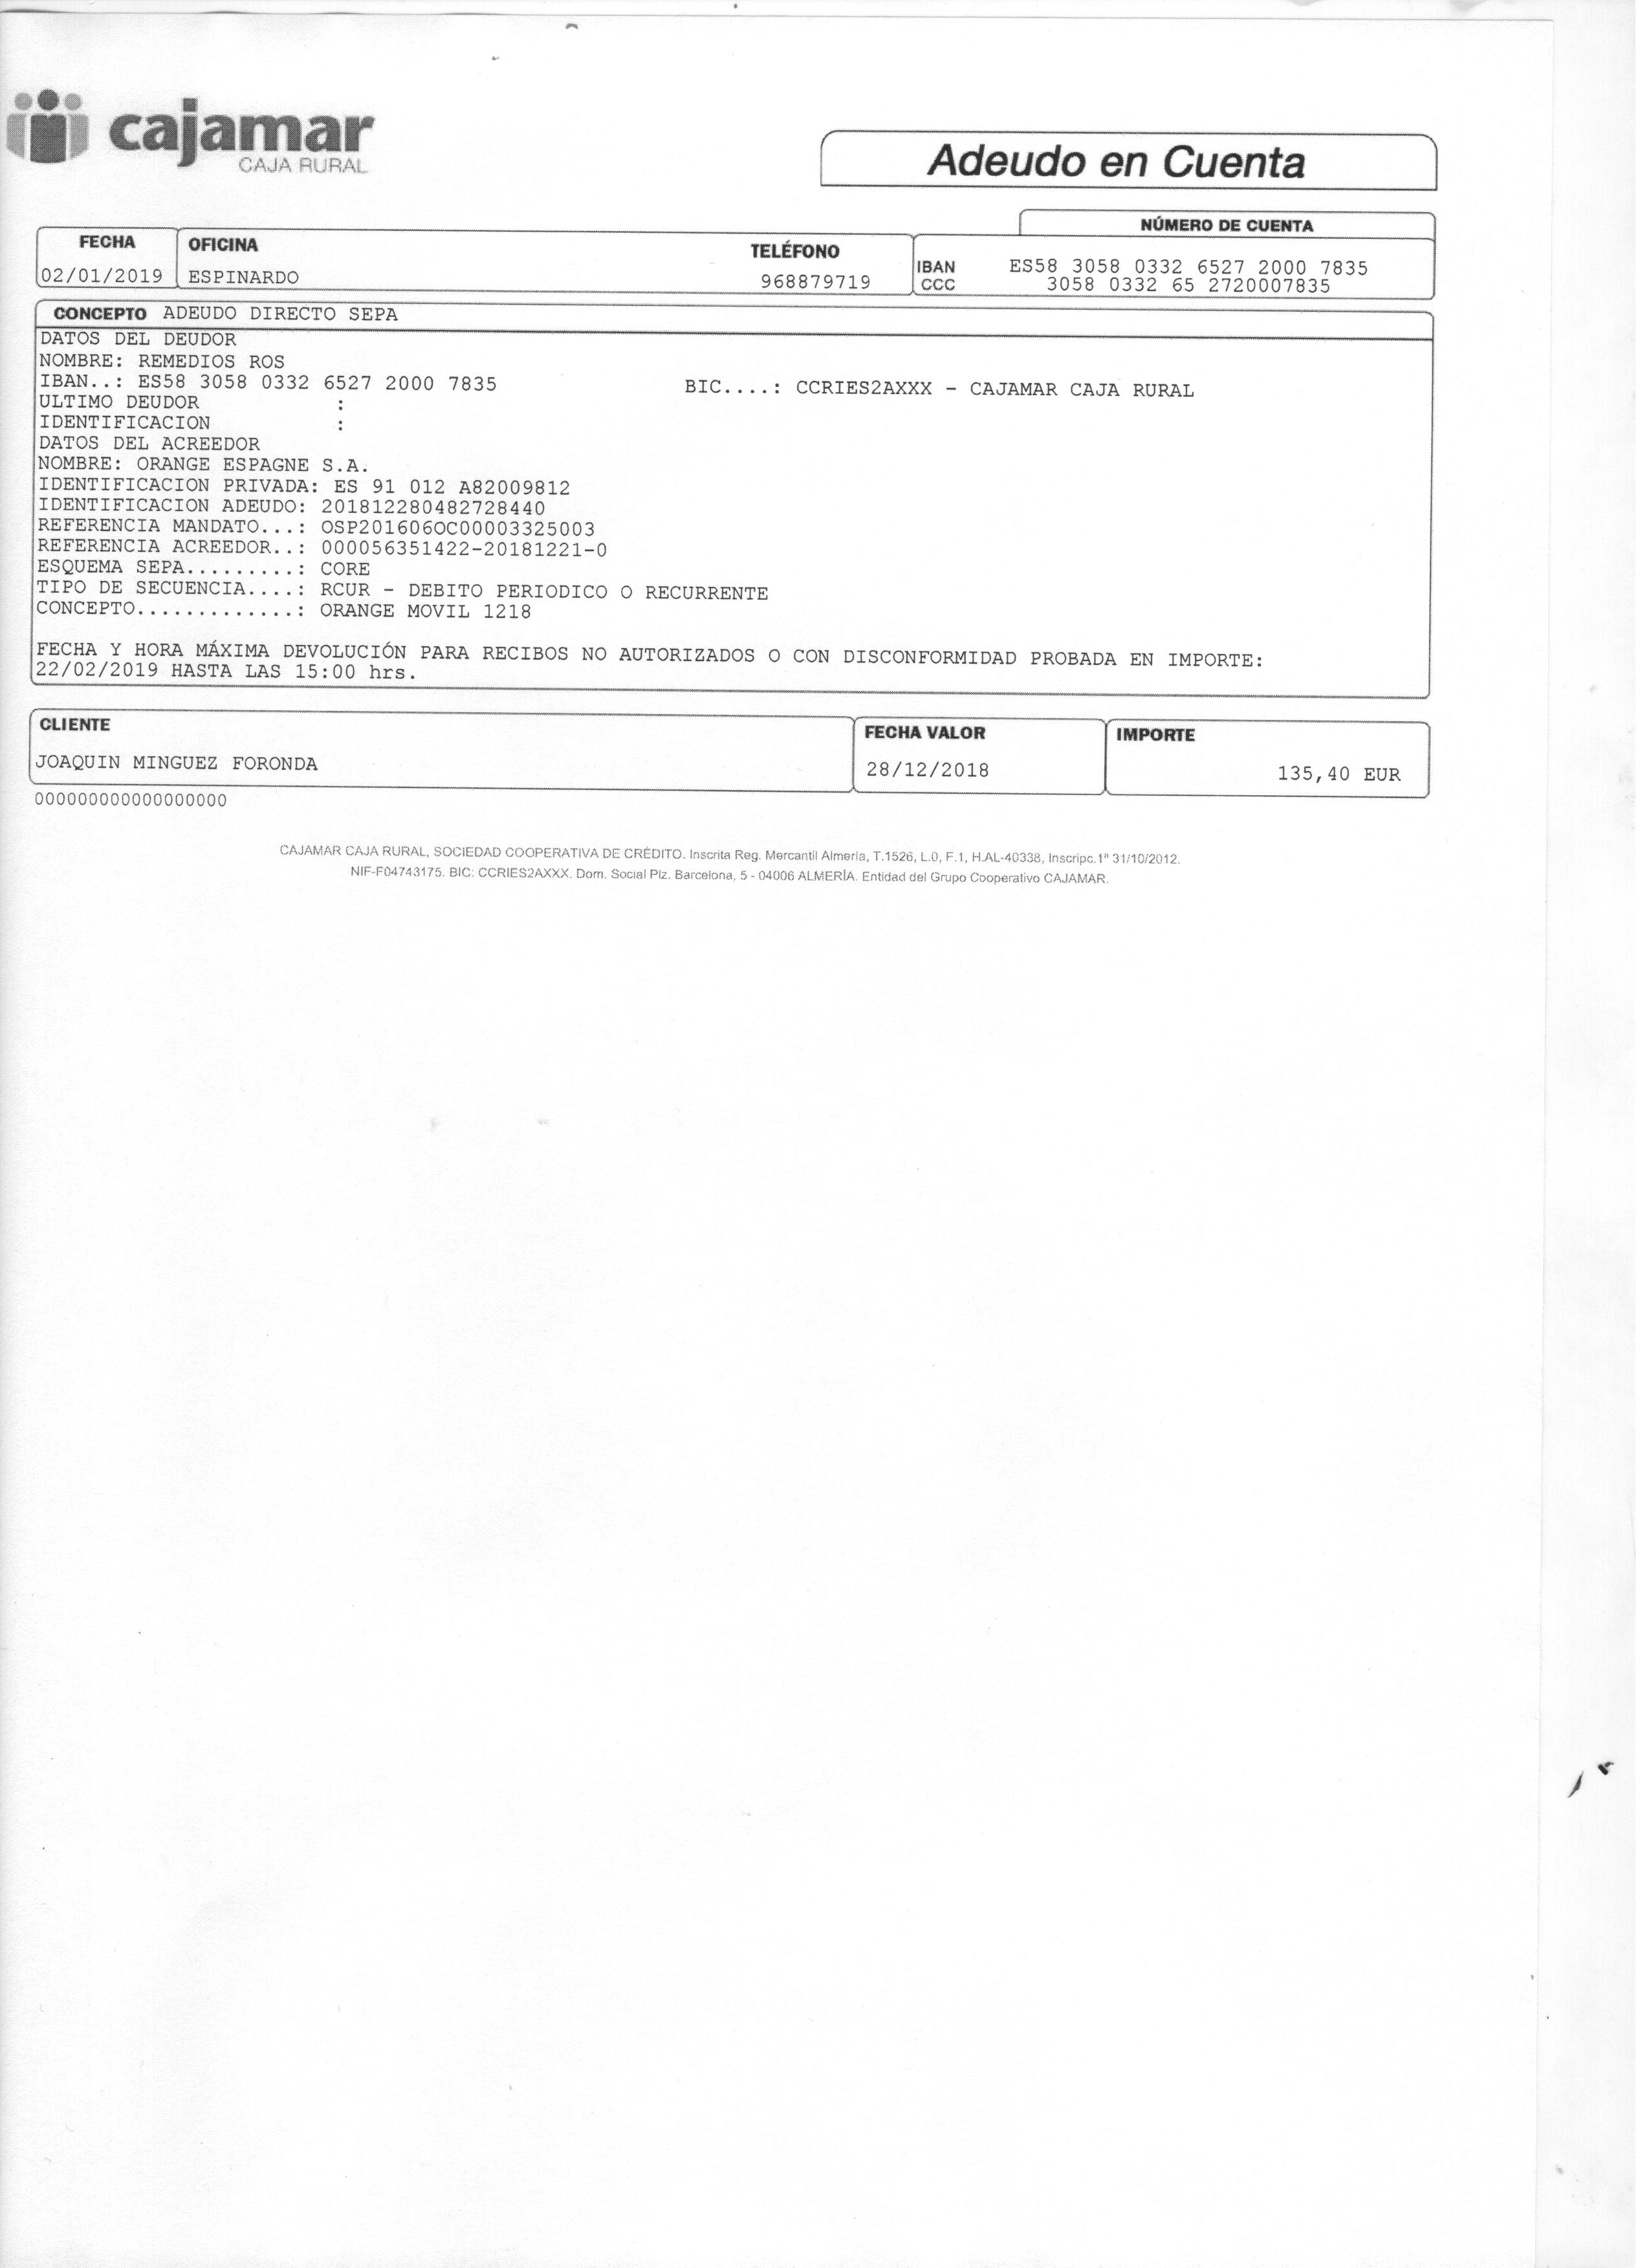 cajamar
CAJA RURAL
Adeudo en Cuenta
NÚMERO DE CUENTA
FECHA OFICINA TELÉFONO
02/01/2019 ESPINARDO 968879719
IBAN ES58 3058 0332 6527 2000 7835
CCC 3058 0332 65 2720007835
CONCEPTO ADEUDO DIRECTO SEPA
DATOS DEL DEUDOR
NOMBRE: REMEDIOS ROS
IBAN..: ES58 3058 0332 6527 2000 7835 BIC....: CCRIES2AXXX - CAJAMAR CAJA RURAL
ULTIMO DEUDOR :
IDENTIFICACION :
DATOS DEL ACREEDOR
NOMBRE: ORANGE ESPAGNE S.A.
IDENTIFICACION PRIVADA: ES 91 012 A82009812
IDENTIFICACION ADEUDO: 201812280482728440
REFERENCIA MANDATO...: OSP201606OC00003325003
REFERENCIA ACREEDOR..: 000056351422-20181221-0
ESQUEMA SEPA.........: CORE
TIPO DE SECUENCIA....: RCUR - DEBITO PERIODICO O RECURRENTE
CONCEPTO.............: ORANGE MOVIL 1218
FECHA Y HORA MÁXIMA DEVOLUCIÓN PARA RECIBOS NO AUTORIZADOS O CON DISCONFORMIDAD PROBADA EN IMPORTE:
22/02/2019 HASTA LAS 15:00 hrs.
CLIENTE FECHA VALOR IMPORTE
JOAQUIN MINGUEZ FORONDA 28/12/2018 135,40 EUR
000000000000000000
CAJAMAR CAJA RURAL, SOCIEDAD COOPERATIVA DE CRÉDITO. Inscrita Reg. Mercantil Almería, T.1526, L.0, F.1, H.AL-40338, Inscripc.1ª 31/10/2012.
NIF-F04743175. BIC: CCRIES2AXXX. Dom. Social Plz. Barcelona, 5 - 04006 ALMERÍA. Entidad del Grupo Cooperativo CAJAMAR.